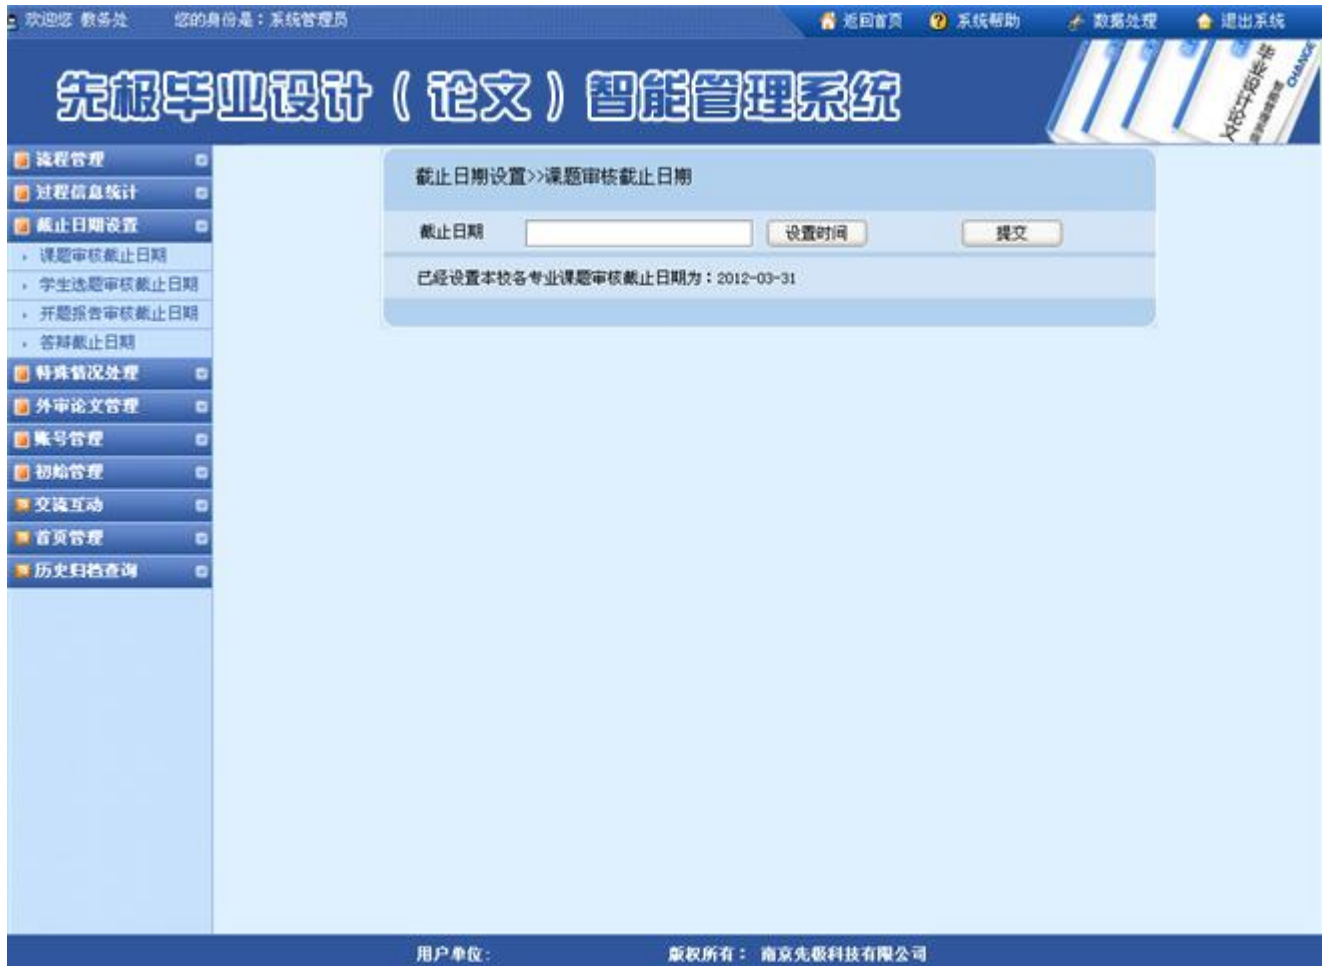 欢迎您 教务处 您的身份是：系统管理员 返回首页 系统帮助 数据处理 退出系统
先极毕业设计（论文）智能管理系统
毕业设计论文
CHANGE
流程管理
过程信息统计
截止日期设置
课题审核截止日期
学生选题审核截止日期
开题报告审核截止日期
答辩截止日期
特殊情况处理
外审论文管理
账号管理
初始管理
交流互动
首页管理
历史归档查询
截止日期设置>>课题审核截止日期
截止日期 设置时间 提交
已经设置本校各专业课题审核截止日期为：2012-03-31
用户单位： 版权所有： 南京先极科技有限公司